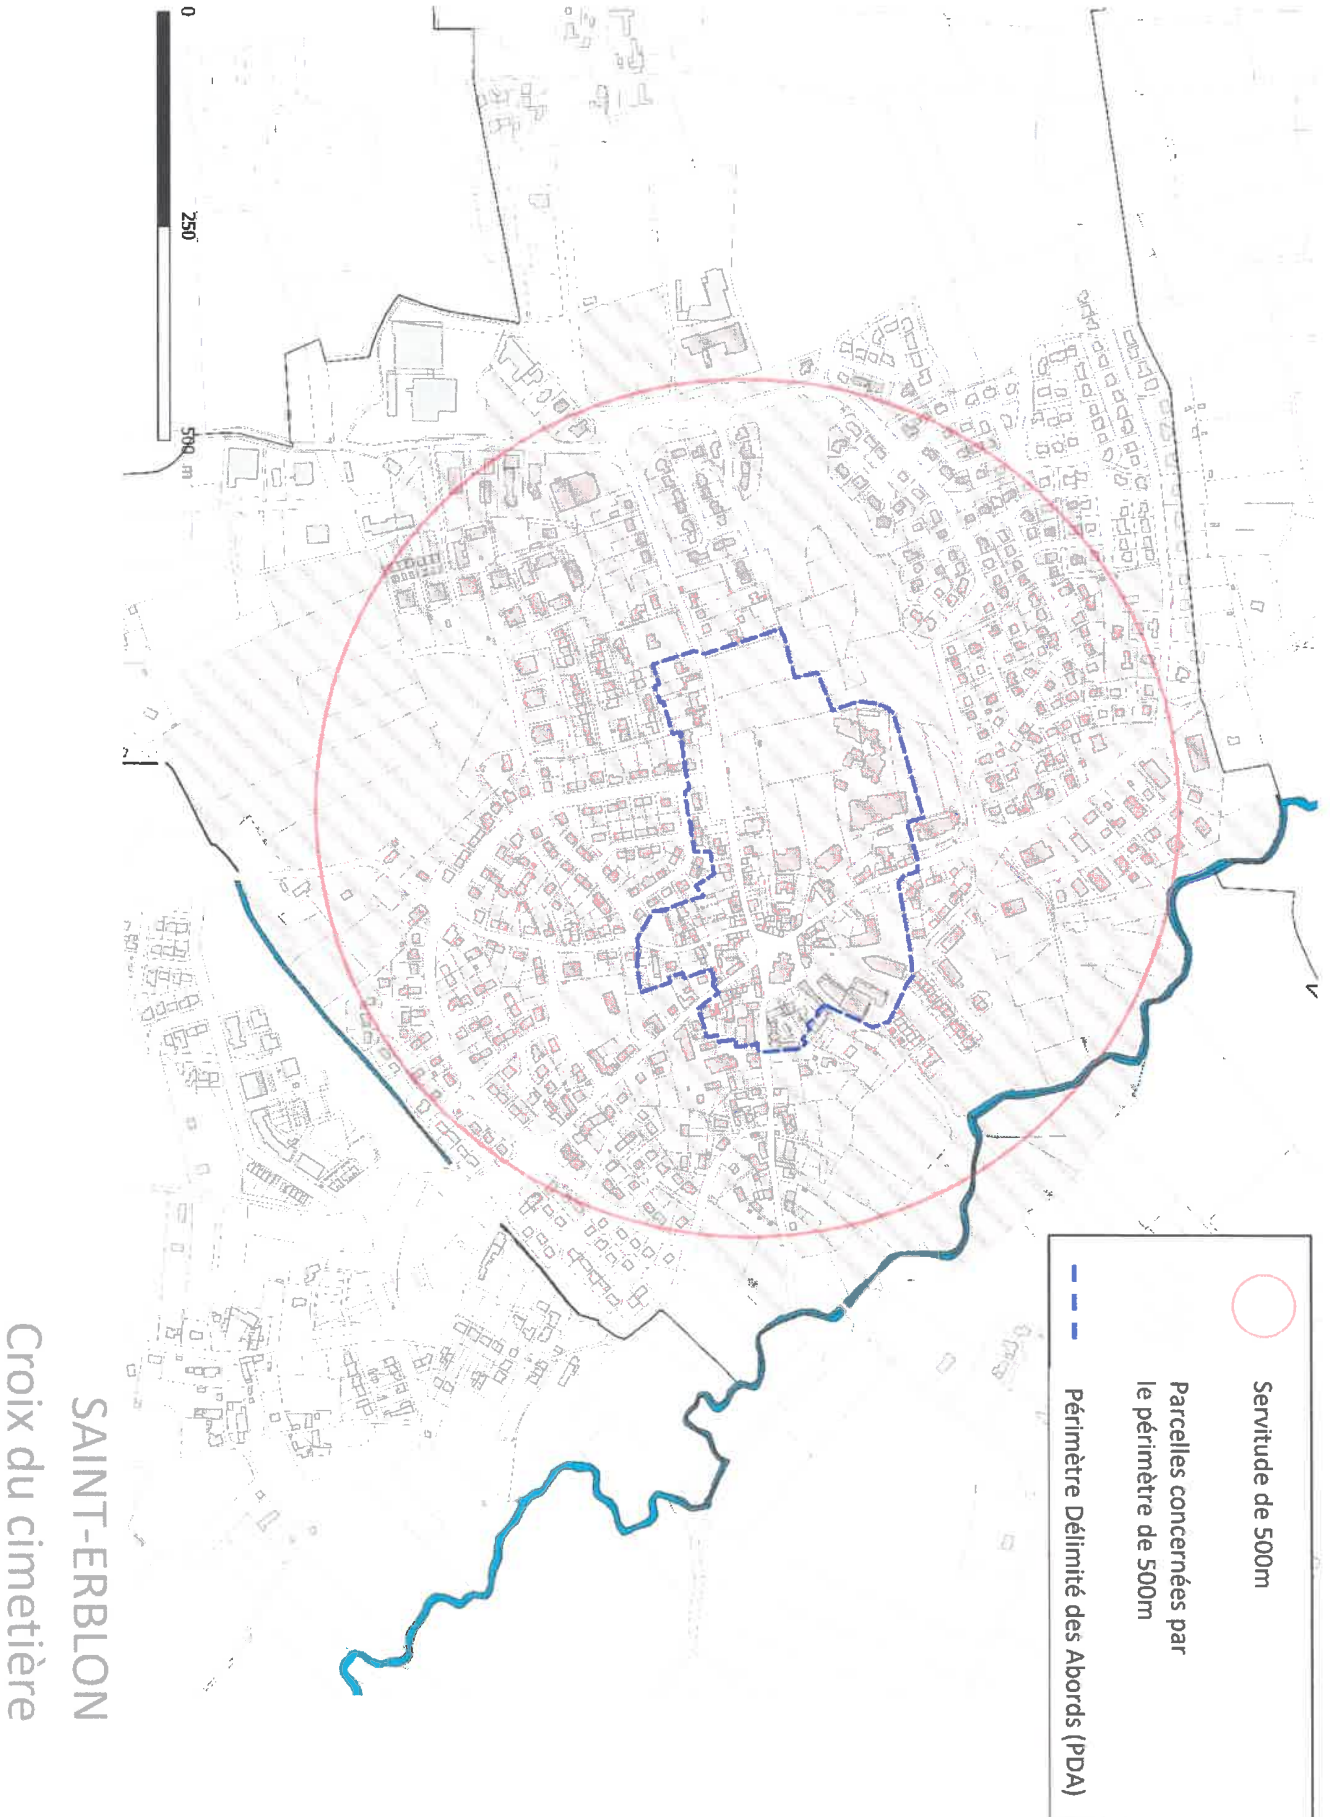 Servitude de 500m
Parcelles concernées par
le périmètre de 500m
Périmètre Délimité des Abords (PDA)
0
250
500 m
SAINT-ERBLON
Croix du cimetière